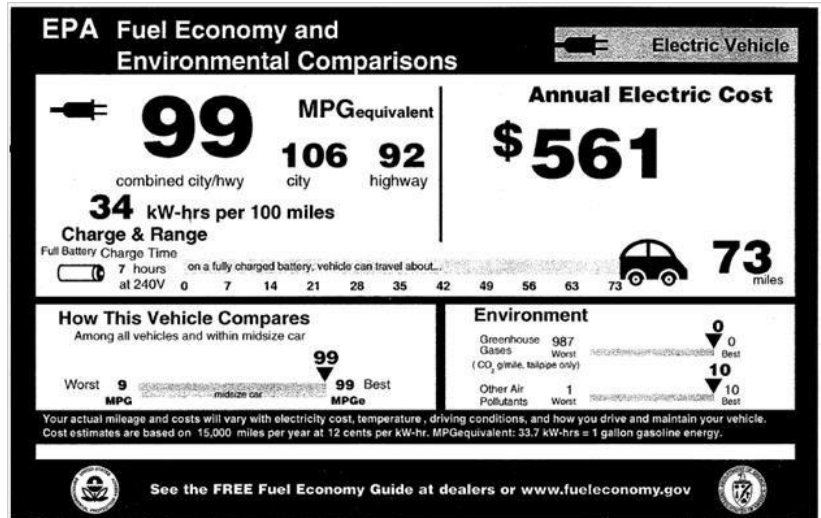 EPA Fuel Economy and
Environmental Comparisons
Electric Vehicle
99
combined city/hwy
MPGequivalent
106 city
92 highway
34 kW-hrs per 100 miles
Annual Electric Cost
$561
Charge & Range
Full Battery Charge Time
7 hours
at 240V
on a fully charged battery, vehicle can travel about...
0 7 14 21 28 35 42 49 56 63 73
73 miles
How This Vehicle Compares
Among all vehicles and within midsize car
99
Worst 9 MPG
midsize car
99 Best
MPGe
Environment
0
Greenhouse Gases
987 Worst
0 Best
(CO2 g/mile, tailpipe only)
10
Other Air Pollutants
1 Worst
10 Best
Your actual mileage and costs will vary with electricity cost, temperature , driving conditions, and how you drive and maintain your vehicle.
Cost estimates are based on 15,000 miles per year at 12 cents per kW-hr. MPGequivalent: 33.7 kW-hrs = 1 gallon gasoline energy.
See the FREE Fuel Economy Guide at dealers or www.fueleconomy.gov